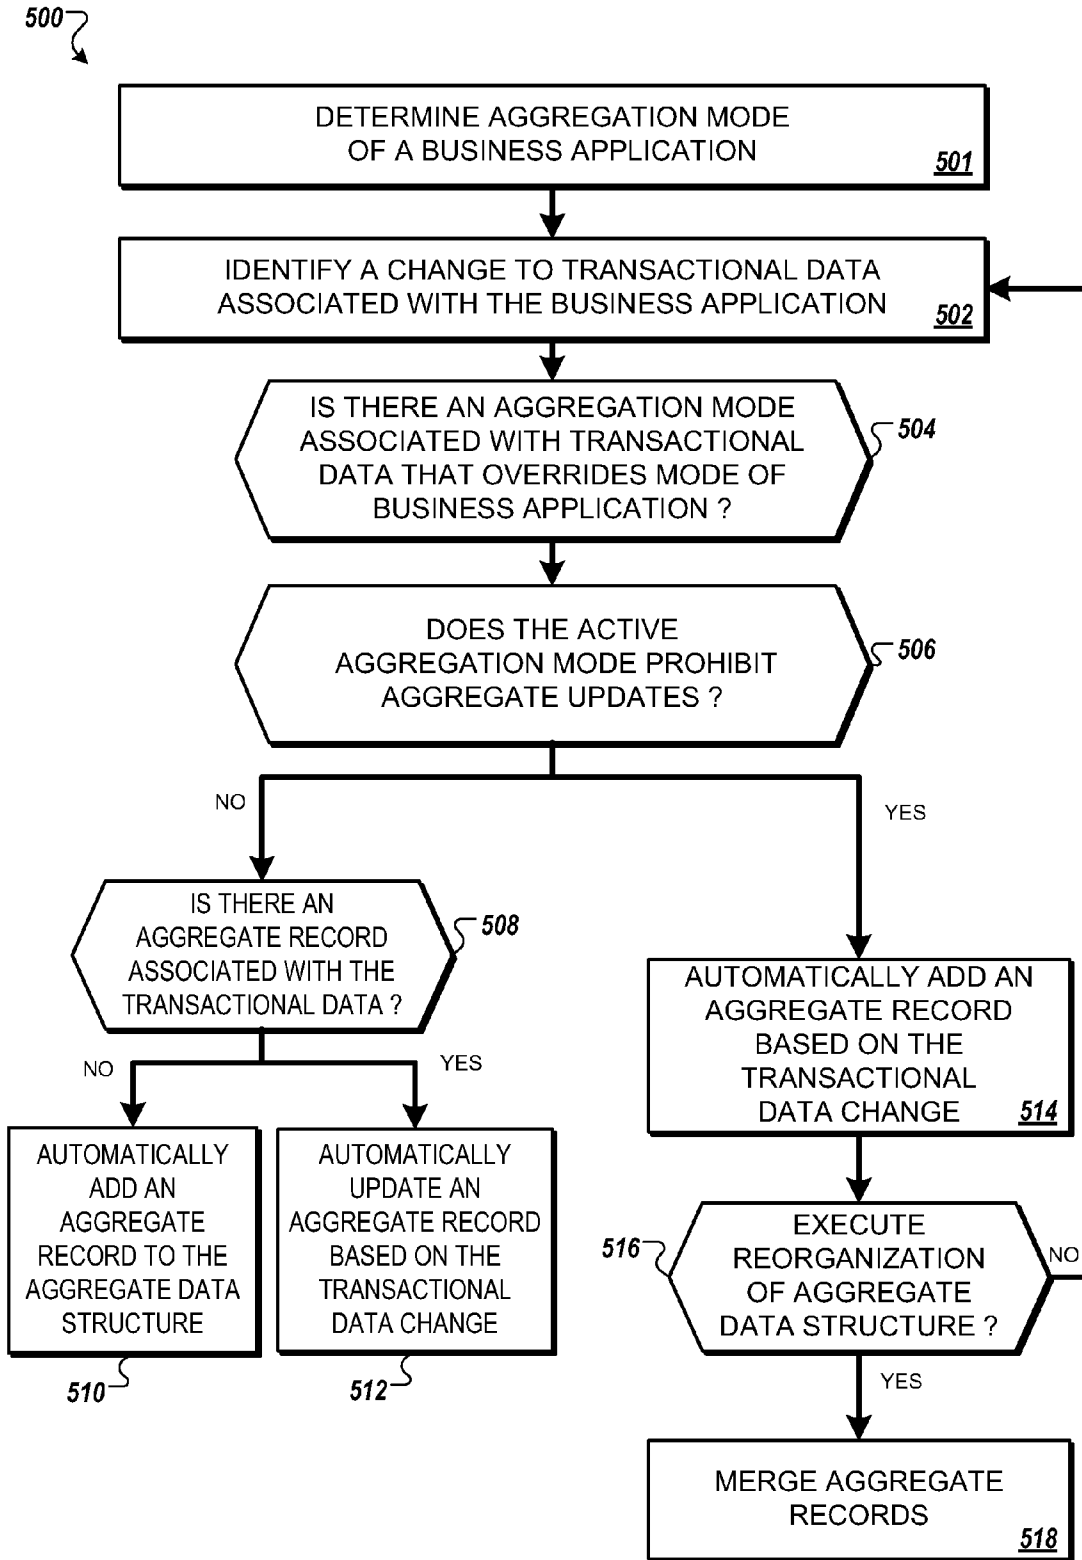 500
DETERMINE AGGREGATION MODE
OF A BUSINESS APPLICATION
501
IDENTIFY A CHANGE TO TRANSACTIONAL DATA
ASSOCIATED WITH THE BUSINESS APPLICATION
502
IS THERE AN AGGREGATION MODE
ASSOCIATED WITH TRANSACTIONAL
DATA THAT OVERRIDES MODE OF
BUSINESS APPLICATION ?
504
DOES THE ACTIVE
AGGREGATION MODE PROHIBIT
AGGREGATE UPDATES ?
506
NO
YES
IS THERE AN
AGGREGATE RECORD
ASSOCIATED WITH THE
TRANSACTIONAL DATA ?
508
NO
YES
AUTOMATICALLY
ADD AN
AGGREGATE
RECORD TO THE
AGGREGATE DATA
STRUCTURE
510
AUTOMATICALLY
UPDATE AN
AGGREGATE RECORD
BASED ON THE
TRANSACTIONAL
DATA CHANGE
512
AUTOMATICALLY ADD AN
AGGREGATE RECORD
BASED ON THE
TRANSACTIONAL
DATA CHANGE
514
EXECUTE
REORGANIZATION
OF AGGREGATE
DATA STRUCTURE ?
516
NO
YES
MERGE AGGREGATE
RECORDS
518